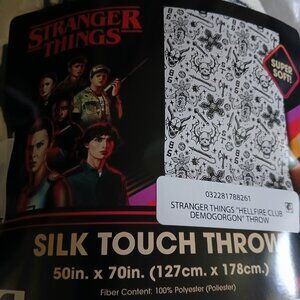 STRANGER
THINGS
SUPER
SOFT!
032281788261
STRANGER THINGS "HELLFIRE CLUB
DEMOGORGON" THROW
SILK TOUCH THROW
50in. x 70in. (127cm. x 178cm.)
Fiber Content: 100% Polyester (Poliester)